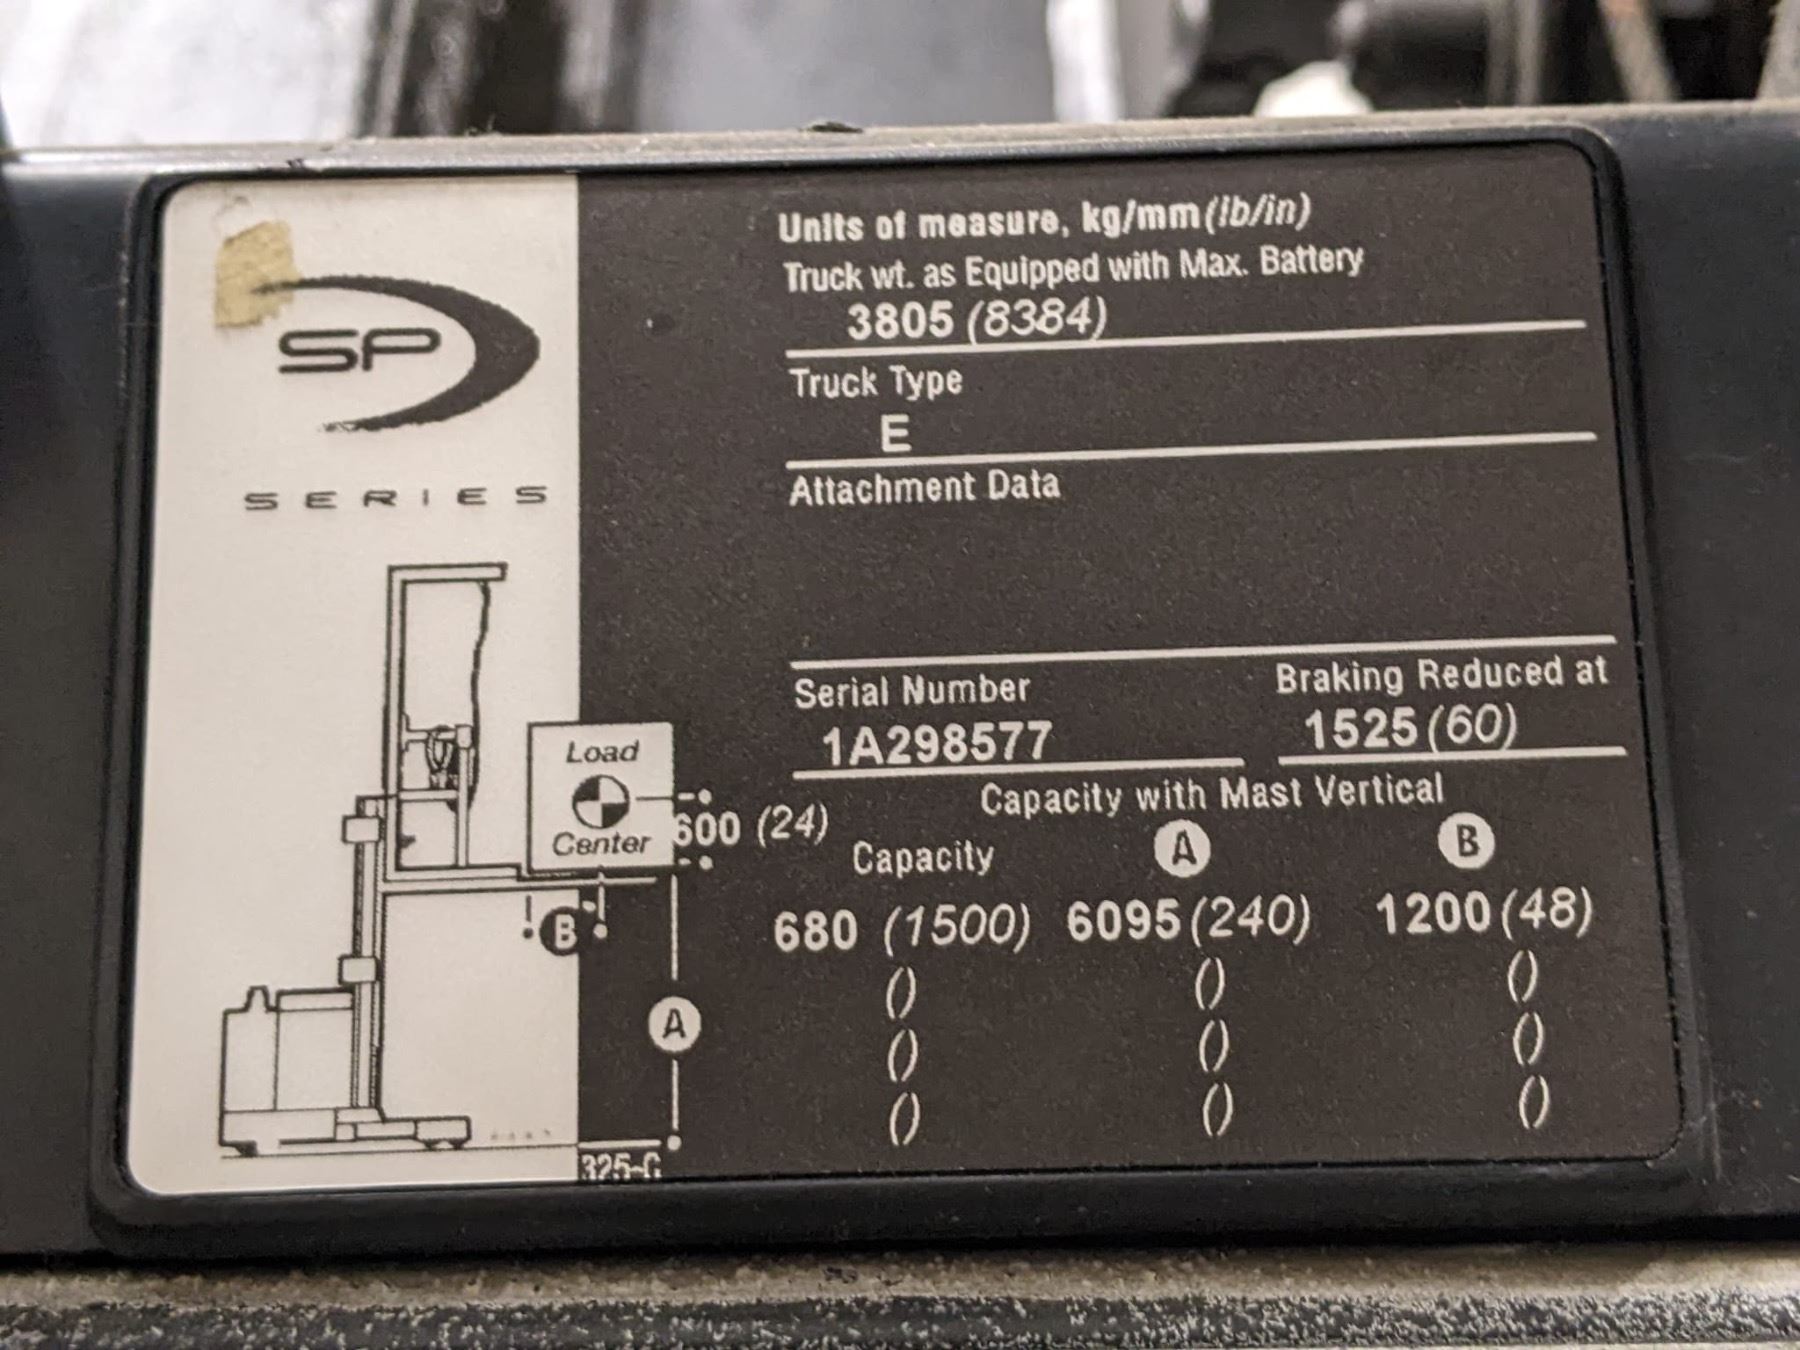 SP
SERIES
Units of measure, kg/mm (lb/in)
Truck wt. as Equipped with Max. Battery
3805 (8384)
Truck Type
E
Attachment Data
Serial Number
1A298577
Braking Reduced at
1525 (60)
Load
Center
600 (24)
B
A
325-C
Capacity with Mast Vertical
Capacity A B
680 (1500) 6095 (240) 1200 (48)
() () ()
() () ()
() () ()